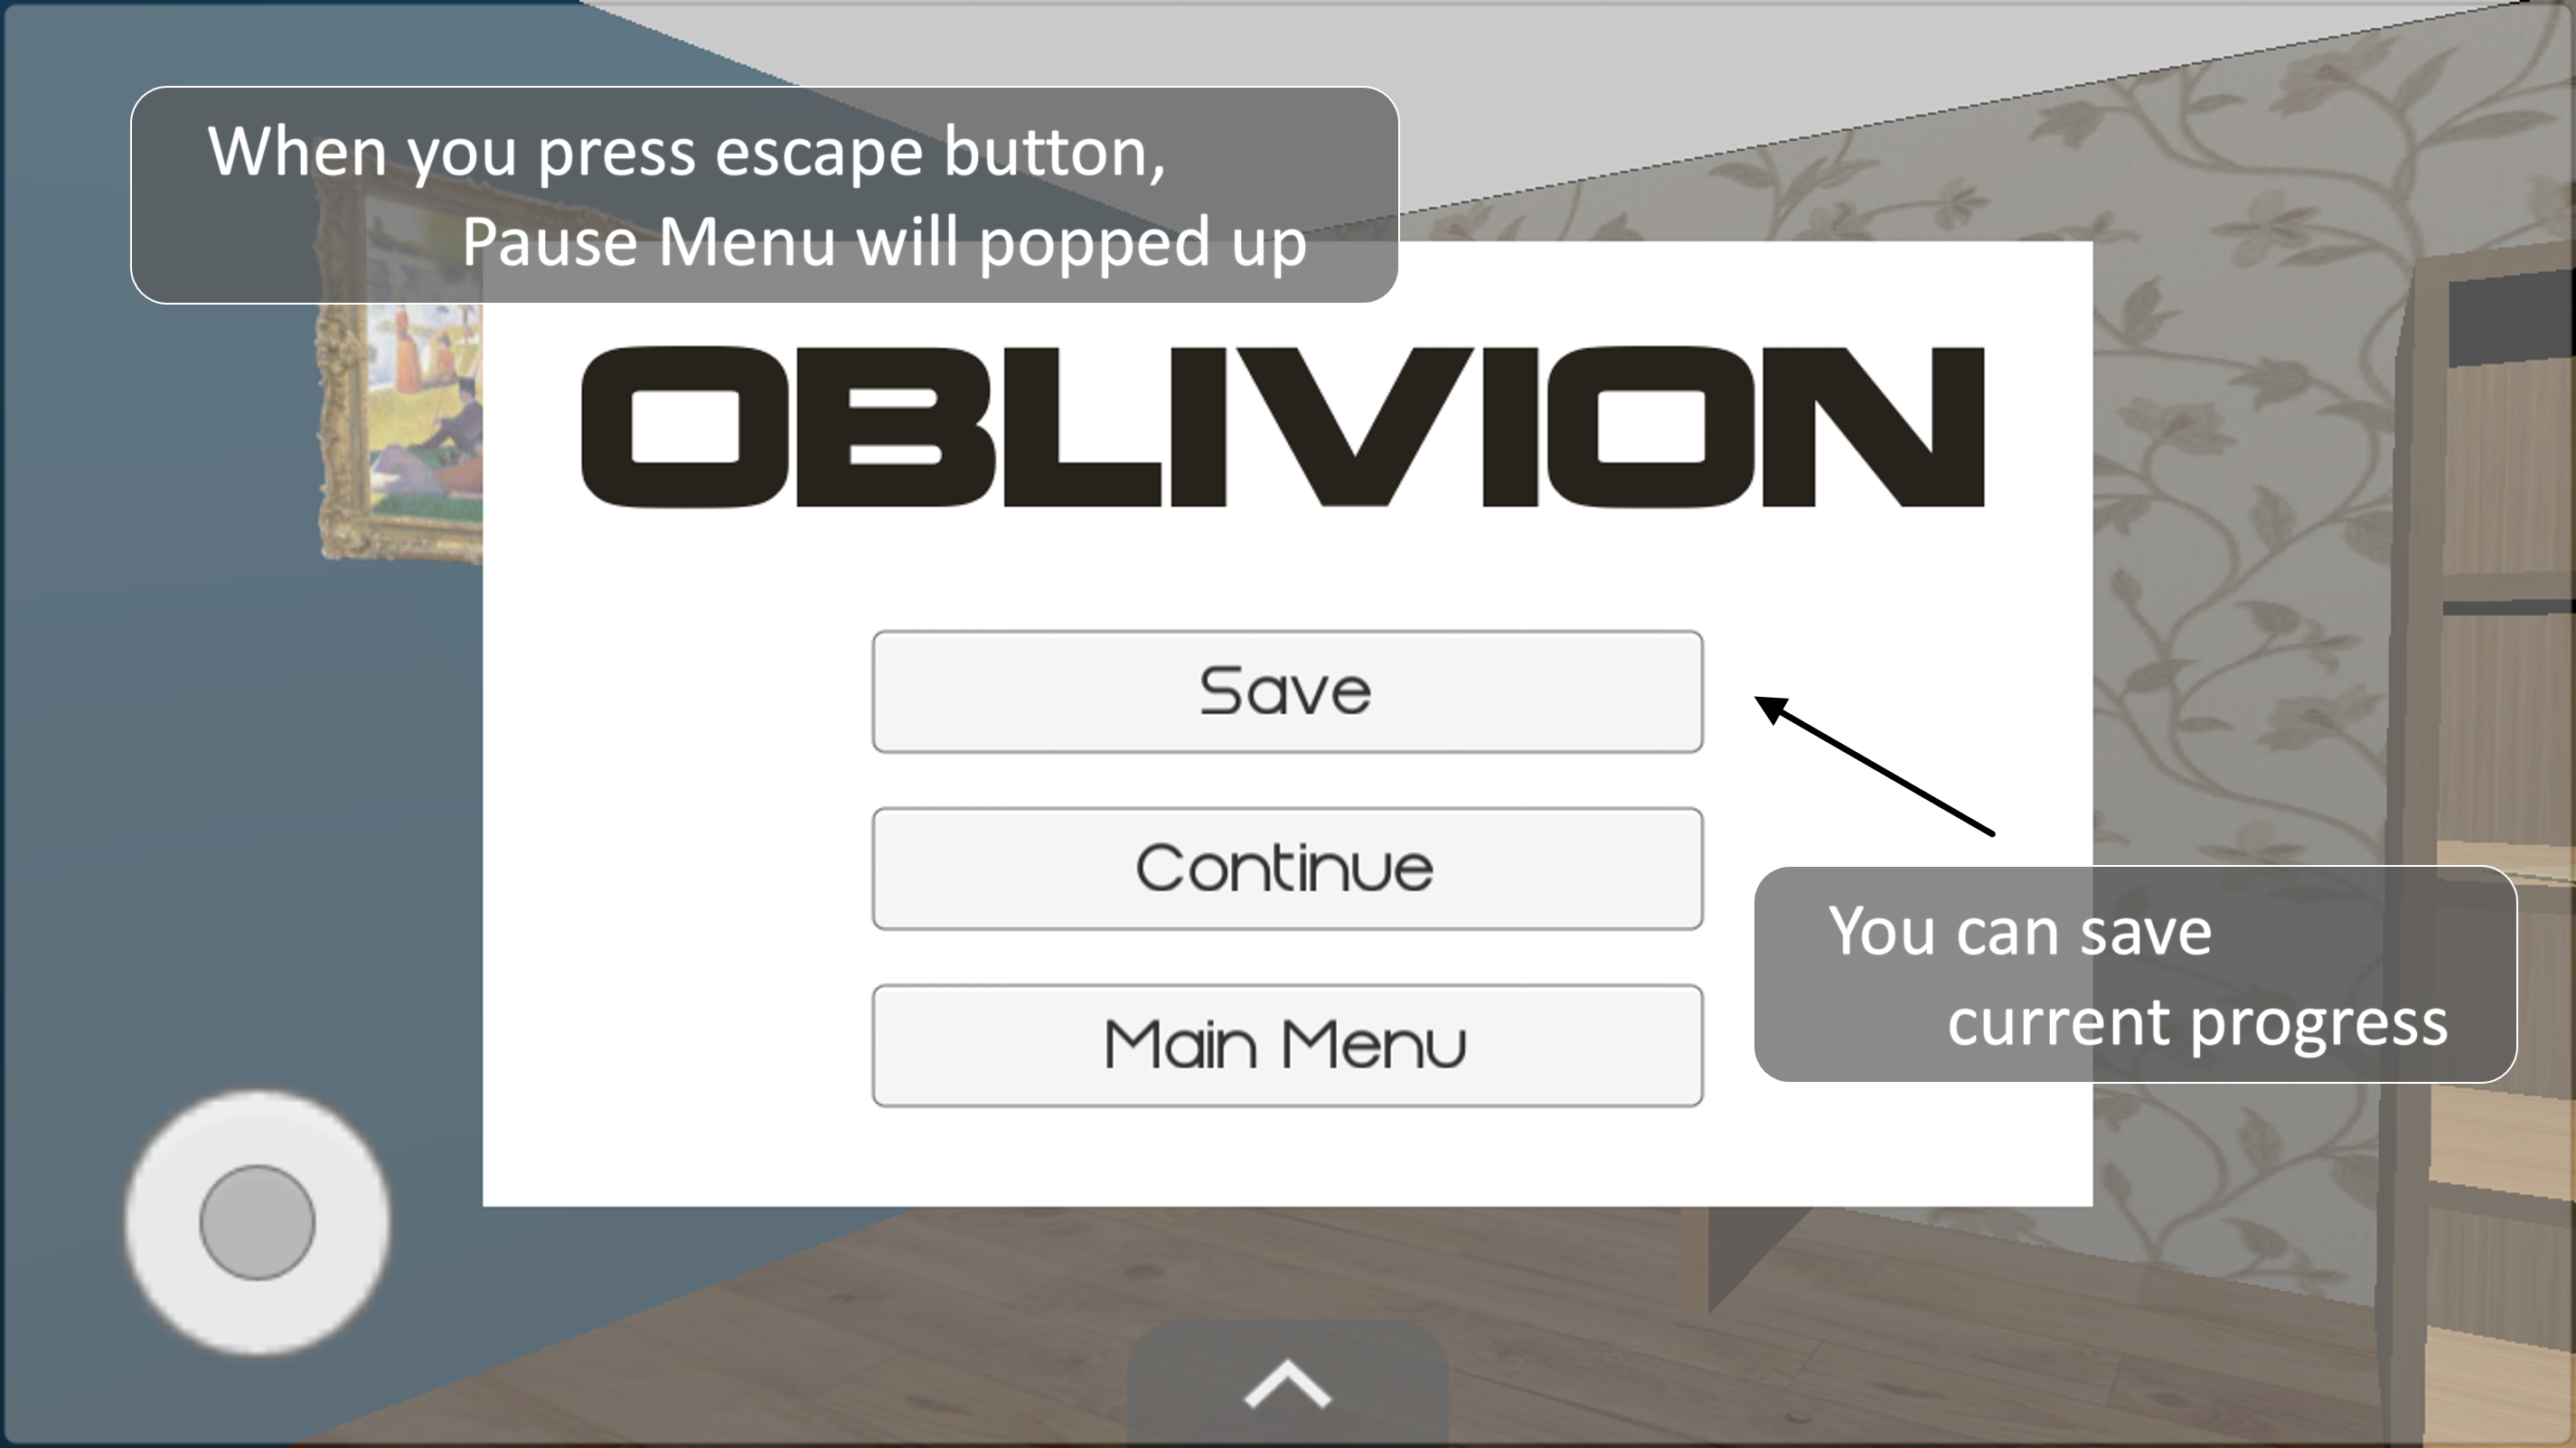 When you press escape button,
Pause Menu will popped up
OBLIVION
Save
Continue
Main Menu
You can save
current progress